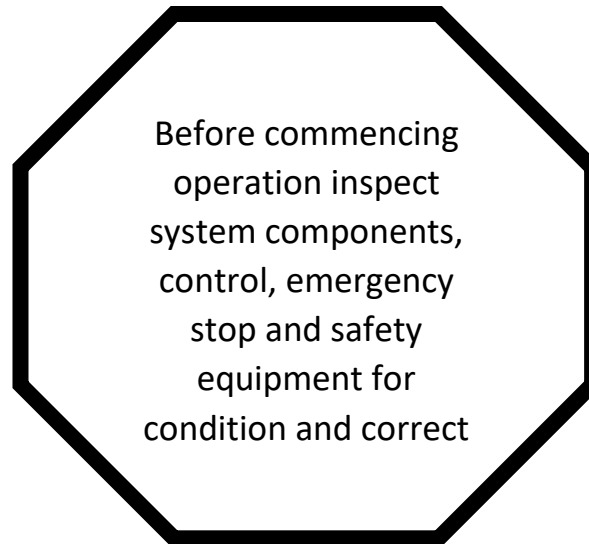 Before commencing
operation inspect
system components,
control, emergency
stop and safety
equipment for
condition and correct